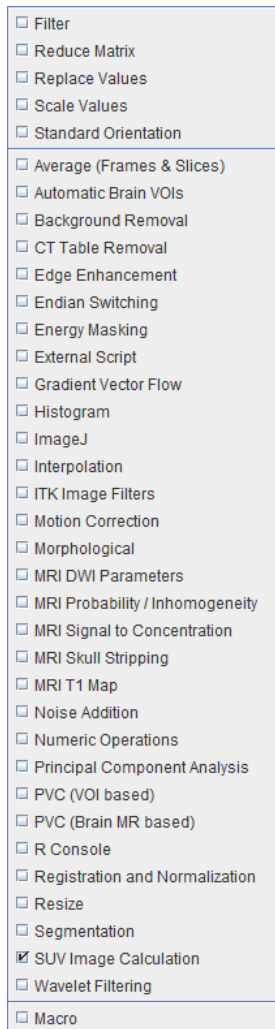 Filter
Reduce Matrix
Replace Values
Scale Values
Standard Orientation
Average (Frames & Slices)
Automatic Brain VOIs
Background Removal
CT Table Removal
Edge Enhancement
Endian Switching
Energy Masking
External Script
Gradient Vector Flow
Histogram
ImageJ
Interpolation
ITK Image Filters
Motion Correction
Morphological
MRI DWI Parameters
MRI Probability / Inhomogeneity
MRI Signal to Concentration
MRI Skull Stripping
MRI T1 Map
Noise Addition
Numeric Operations
Principal Component Analysis
PVC (VOI based)
PVC (Brain MR based)
R Console
Registration and Normalization
Resize
Segmentation
SUV Image Calculation
Wavelet Filtering
Macro